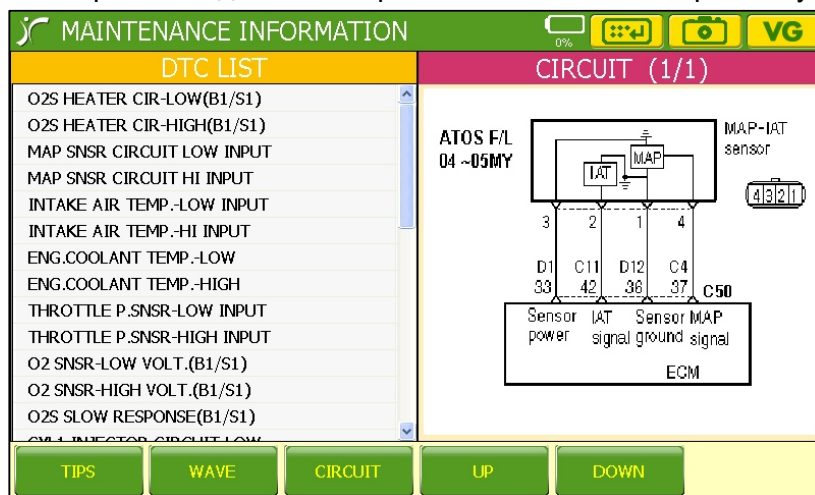 MAINTENANCE INFORMATION
0%
VG
DTC LIST
O2S HEATER CIR-LOW(B1/S1)
O2S HEATER CIR-HIGH(B1/S1)
MAP SNSR CIRCUIT LOW INPUT
MAP SNSR CIRCUIT HI INPUT
INTAKE AIR TEMP.-LOW INPUT
INTAKE AIR TEMP.-HI INPUT
ENG.COOLANT TEMP.-LOW
ENG.COOLANT TEMP.-HIGH
THROTTLE P.SNSR-LOW INPUT
THROTTLE P.SNSR-HIGH INPUT
O2 SNSR-LOW VOLT.(B1/S1)
O2 SNSR-HIGH VOLT.(B1/S1)
O2S SLOW RESPONSE(B1/S1)
CYL1 INJECTOR CIRCUIT LOW
CIRCUIT (1/1)
ATOS F/L
04 ~05MY
MAP-IAT
sensor
IAT
MAP
4 3 2 1
3 2 1 4
D1 C11 D12 C4
33 42 36 37 C50
Sensor IAT Sensor MAP
power signal ground signal
ECM
TIPS WAVE CIRCUIT UP DOWN